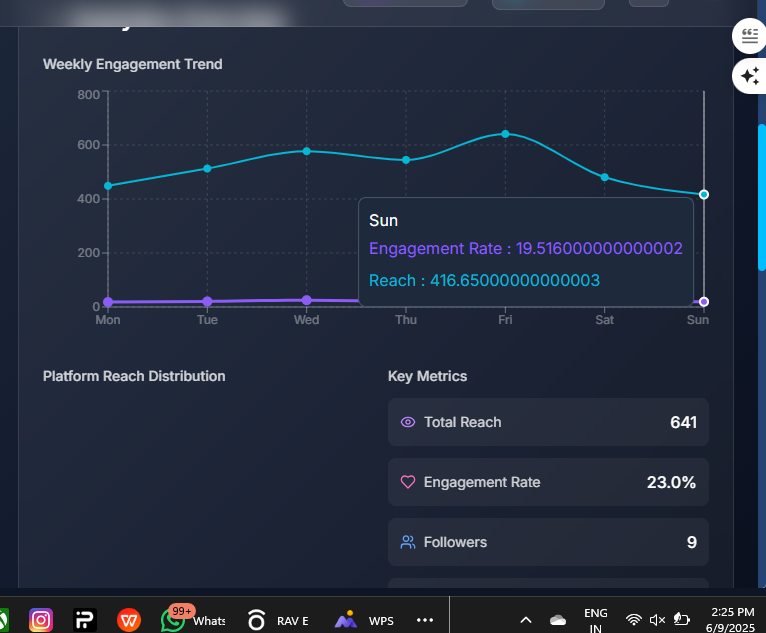 Weekly Engagement Trend
800
600
400
200
0
Mon Tue Wed Thu Fri Sat Sun
Sun
Engagement Rate : 19.516000000000002
Reach : 416.65000000000003
Platform Reach Distribution
Key Metrics
Total Reach 641
Engagement Rate 23.0%
Followers 9
99+
Whats
RAV E
WPS
ENG
IN
2:25 PM
6/9/2025